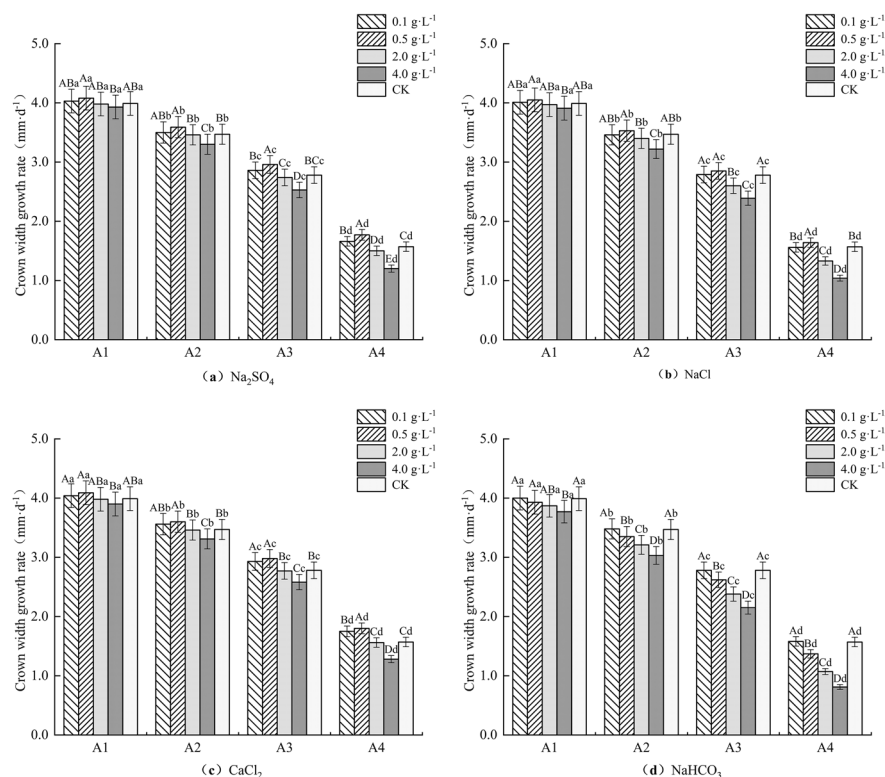 (a) Na₂SO₄
0.1 g·L⁻¹
0.5 g·L⁻¹
2.0 g·L⁻¹
4.0 g·L⁻¹
CK
Crown width growth rate（mm·d⁻¹）
5.0
4.0
3.0
2.0
1.0
0.0
ABa Aa ABa Ba ABa
ABb Ab Bb Cb Bb
Bc Ac Cc Dc BCc
Bd Ad Dd Ed Cd
A1 A2 A3 A4
（b）NaCl
0.1 g·L⁻¹
0.5 g·L⁻¹
2.0 g·L⁻¹
4.0 g·L⁻¹
CK
Crown width growth rate（mm·d⁻¹）
5.0
4.0
3.0
2.0
1.0
0.0
ABa Aa ABa Ba ABa
ABb Ab Bb Cb ABb
Ac Ac Bc Cc Ac
Bd Ad Cd Dd Bd
A1 A2 A3 A4
（c）CaCl₂
0.1 g·L⁻¹
0.5 g·L⁻¹
2.0 g·L⁻¹
4.0 g·L⁻¹
CK
Crown width growth rate（mm·d⁻¹）
5.0
4.0
3.0
2.0
1.0
0.0
Aa Aa ABa Ba ABa
ABb Ab Bb Cb Bb
Ac Ac Bc Cc Bc
Bd Ad Cd Dd Cd
A1 A2 A3 A4
（d）NaHCO₃
0.1 g·L⁻¹
0.5 g·L⁻¹
2.0 g·L⁻¹
4.0 g·L⁻¹
CK
Crown width growth rate（mm·d⁻¹）
5.0
4.0
3.0
2.0
1.0
0.0
Aa Aa ABa Ba Aa
Ab Bb Cb Db Ab
Ac Bc Cc Dc Ac
Ad Bd Cd Dd Ad
A1 A2 A3 A4